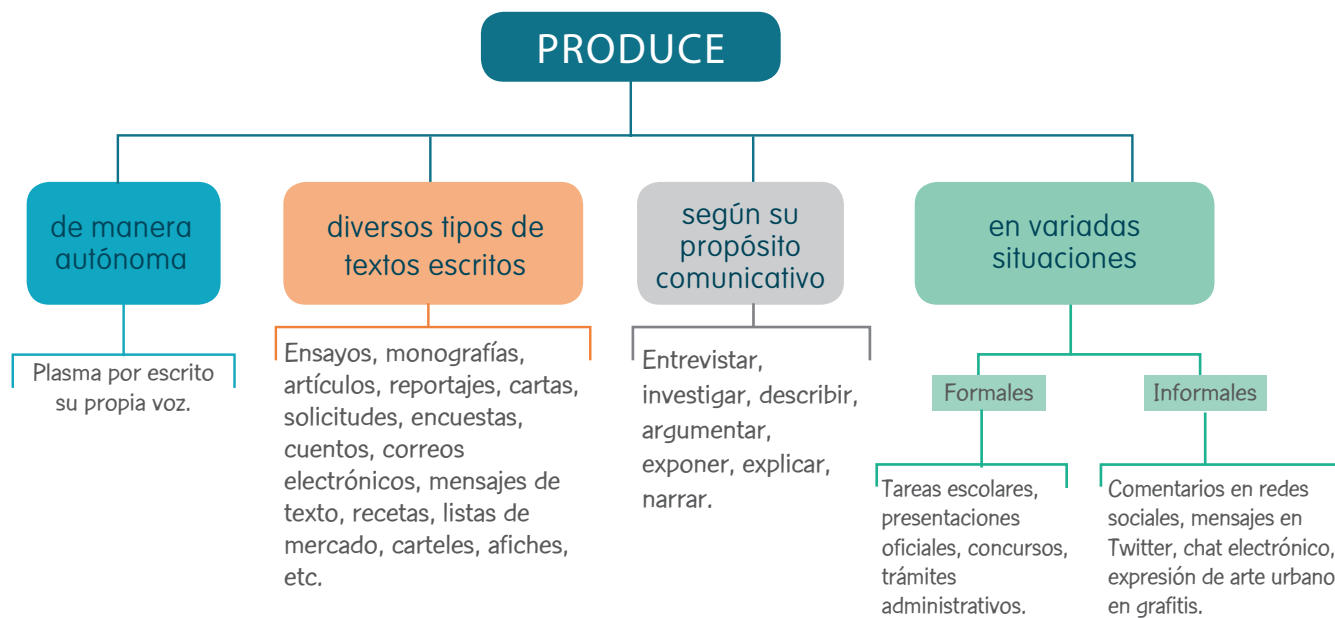 PRODUCE
de manera
autónoma
Plasma por escrito
su propia voz.
diversos tipos de
textos escritos
Ensayos, monografías,
artículos, reportajes, cartas,
solicitudes, encuestas,
cuentos, correos
electrónicos, mensajes de
texto, recetas, listas de
mercado, carteles, afiches,
etc.
según su
propósito
comunicativo
Entrevistar,
investigar, describir,
argumentar,
exponer, explicar,
narrar.
en variadas
situaciones
Formales
Tareas escolares,
presentaciones
oficiales, concursos,
trámites
administrativos.
Informales
Comentarios en redes
sociales, mensajes en
Twitter, chat electrónico,
expresión de arte urbano
en grafitis.